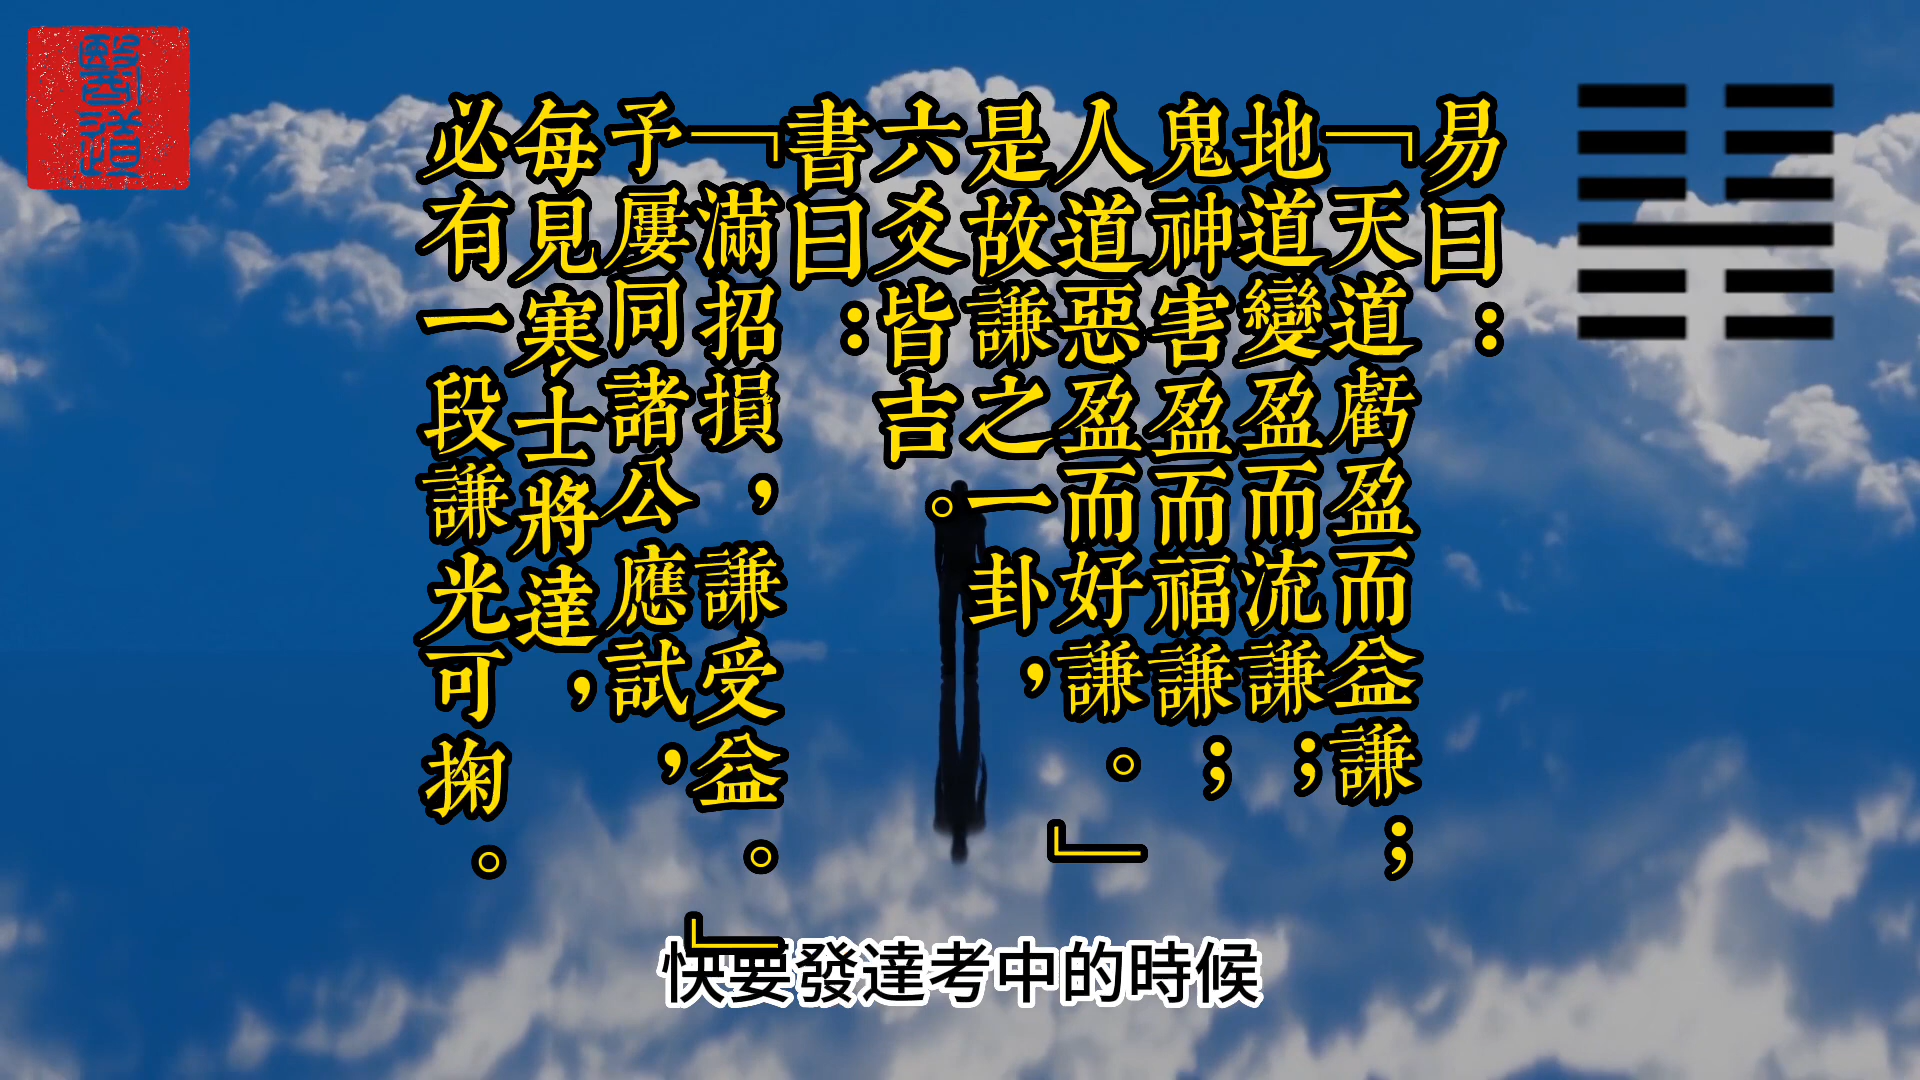 易曰：
「天道虧盈而益謙；
地道變盈而流謙；
鬼神害盈而福謙；
人道惡盈而好謙。」
是故謙之一卦，
六爻皆吉。
書曰：
「滿招損，謙受益。」
予屢同諸公應試，
每見寒士將達，
必有一段謙光可掬。
快要發達考中的時候
醫道